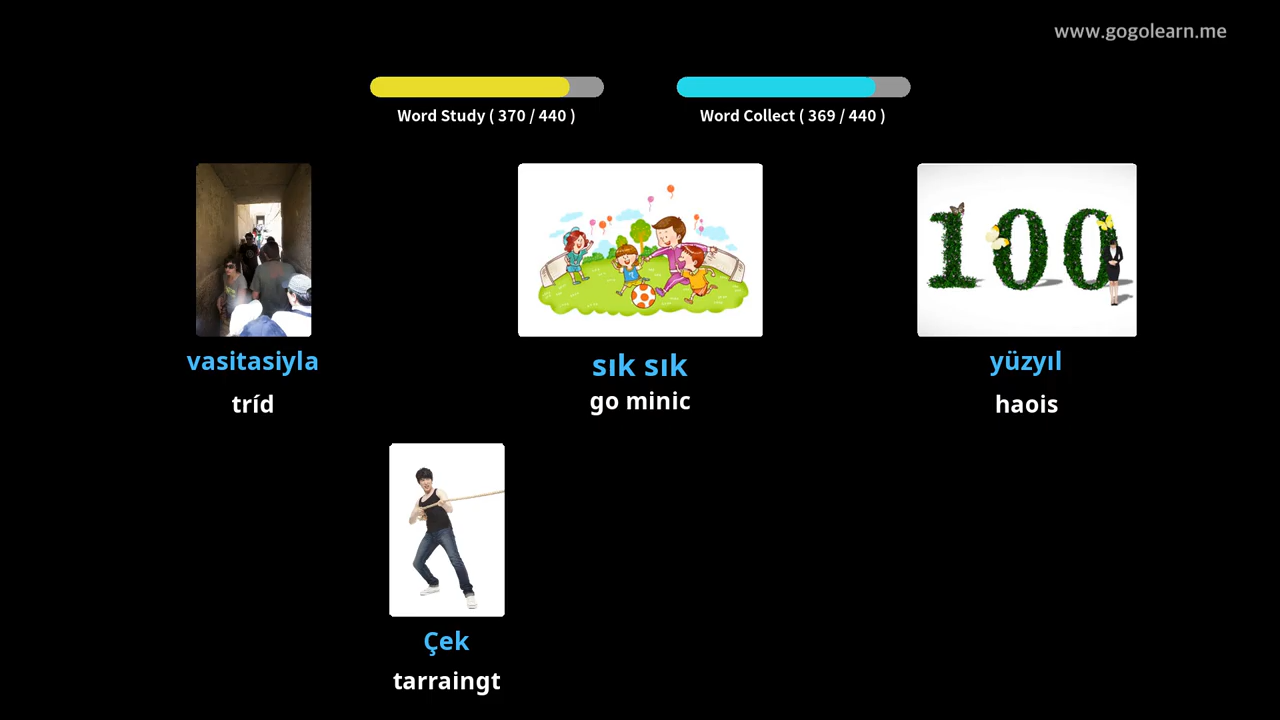 www.gogolearn.me
Word Study ( 370 / 440 )
Word Collect ( 369 / 440 )
100
vasitasiyla
sık sık
yüzyıl
tríd
go minic
haois
Çek
tarraingt